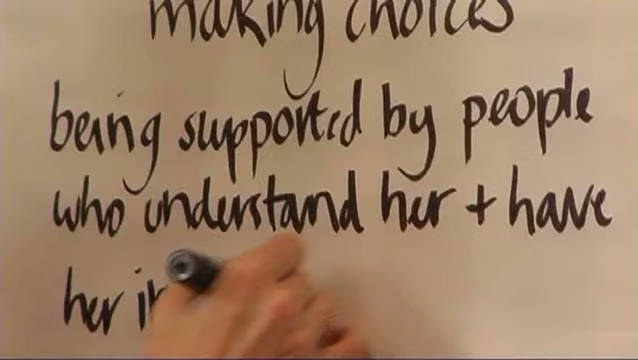 making choices
being supported by people
who understand her + have
her